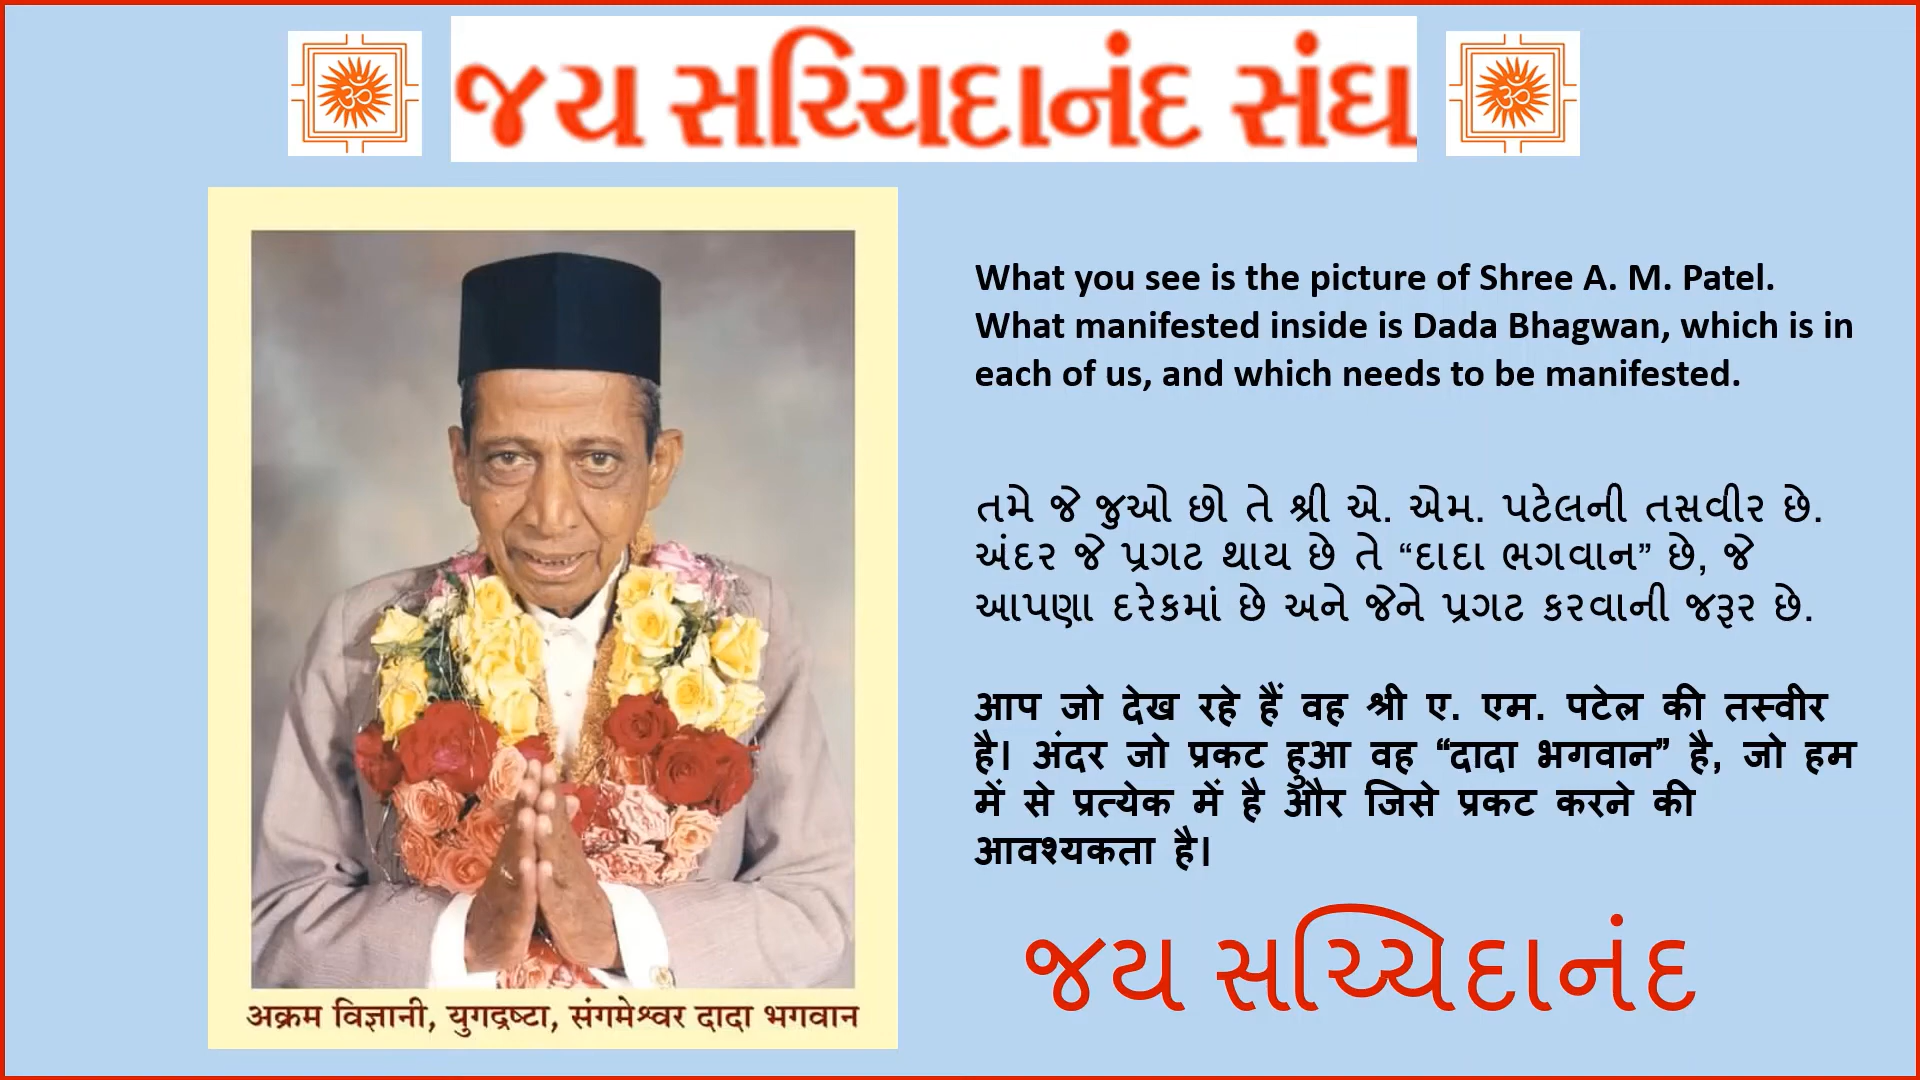 ૐ
જય સચ્ચિદાનંદ સંઘ
ૐ
What you see is the picture of Shree A. M. Patel.
What manifested inside is Dada Bhagwan, which is in
each of us, and which needs to be manifested.
તમે જે જુઓ છો તે શ્રી એ. એમ. પટેલની તસવીર છે.
અંદર જે પ્રગટ થાય છે તે “દાદા ભગવાન” છે, જે
આપણા દરેકમાં છે અને જેને પ્રગટ કરવાની જરૂર છે.
आप जो देख रहे हैं वह श्री ए. एम. पटेल की तस्वीर
है। अंदर जो प्रकट हुआ वह “दादा भगवान” है, जो हम
में से प्रत्येक में है और जिसे प्रकट करने की
आवश्यकता है।
જય સચ્ચિદાનંદ
अक्रम विज्ञानी, युगद्रष्टा, संगमेश्वर दादा भगवान